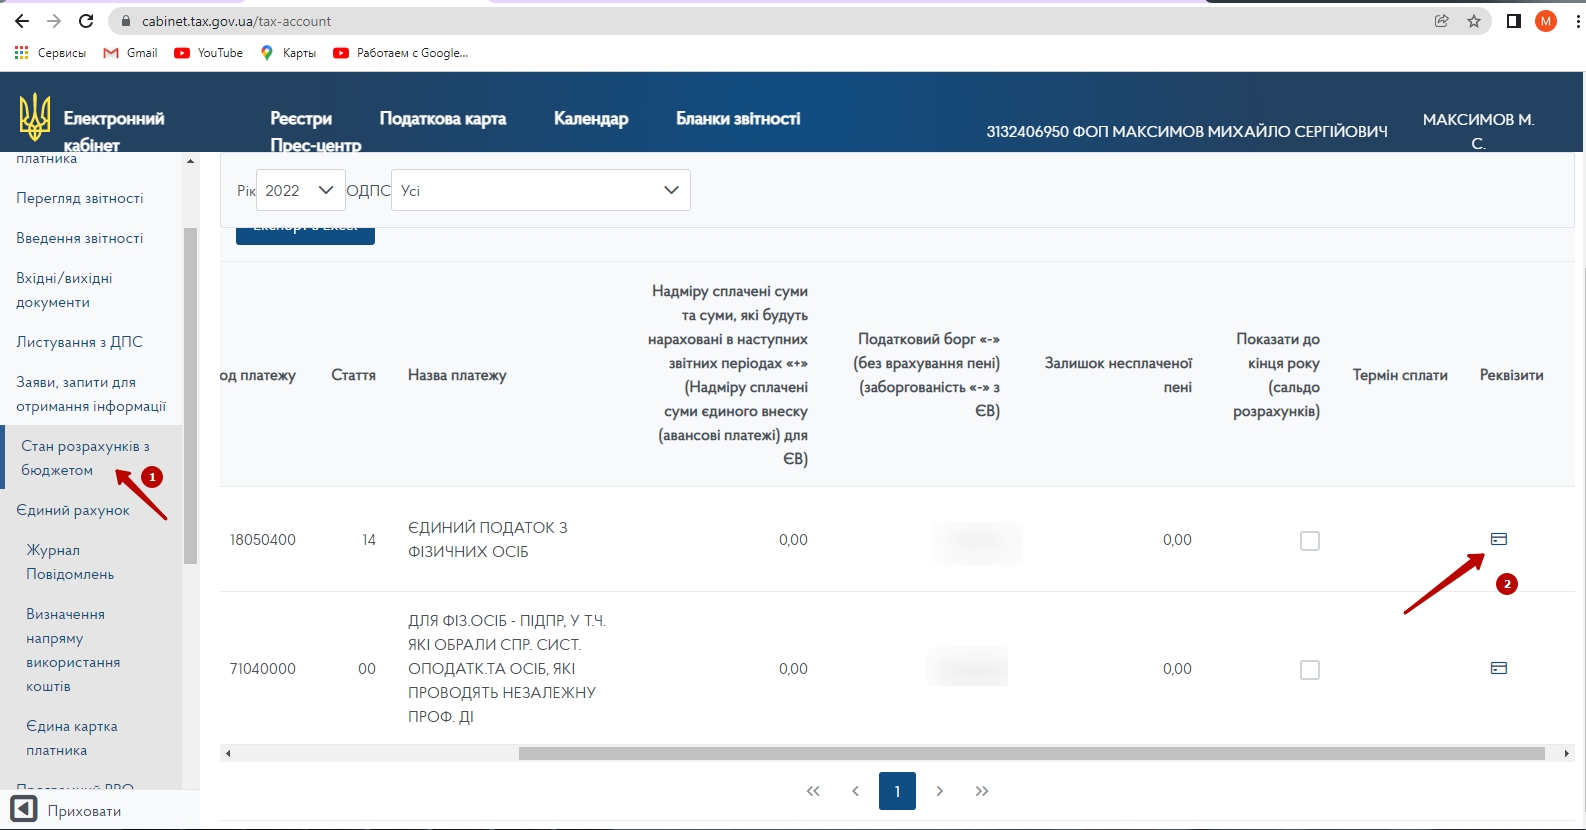 cabinet.tax.gov.ua/tax-account
M
Сервисы
Gmail
YouTube
Карты
Работаем с Google...
Електронний
кабінет
Реєстри
Податкова карта
Календар
Бланки звітності
Прес-центр
3132406950 ФОП МАКСИМОВ МИХАЙЛО СЕРГІЙОВИЧ
МАКСИМОВ М.
С.
платника
Перегляд звітності
Введення звітності
Вхідні/вихідні
документи
Листування з ДПС
Заяви, запити для
отримання інформації
Стан розрахунків з
бюджетом
1
Єдиний рахунок
Журнал
Повідомлень
Визначення
напряму
використання
коштів
Єдина картка
платника
Програмний РРО
Приховати
Рік
2022
ОДПС
Усі
Експорт в Excel
од платежу
Стаття
Назва платежу
Надміру сплачені суми
та суми, які будуть
нараховані в наступних
звітних періодах «+»
(Надміру сплачені
суми єдиного внеску
(авансові платежі) для
ЄВ)
Податковий борг «-»
(без врахування пені)
(заборгованість «-» з
ЄВ)
Залишок несплаченої
пені
Показати до
кінця року
(сальдо
розрахунків)
Термін сплати
Реквізити
18050400
14
ЄДИНИЙ ПОДАТОК З
ФІЗИЧНИХ ОСІБ
0,00
0,00
2
71040000
00
ДЛЯ ФІЗ.ОСІБ - ПІДПР, У Т.Ч.
ЯКІ ОБРАЛИ СПР. СИСТ.
ОПОДАТК.ТА ОСІБ, ЯКІ
ПРОВОДЯТЬ НЕЗАЛЕЖНУ
ПРОФ. ДІ
0,00
0,00
1